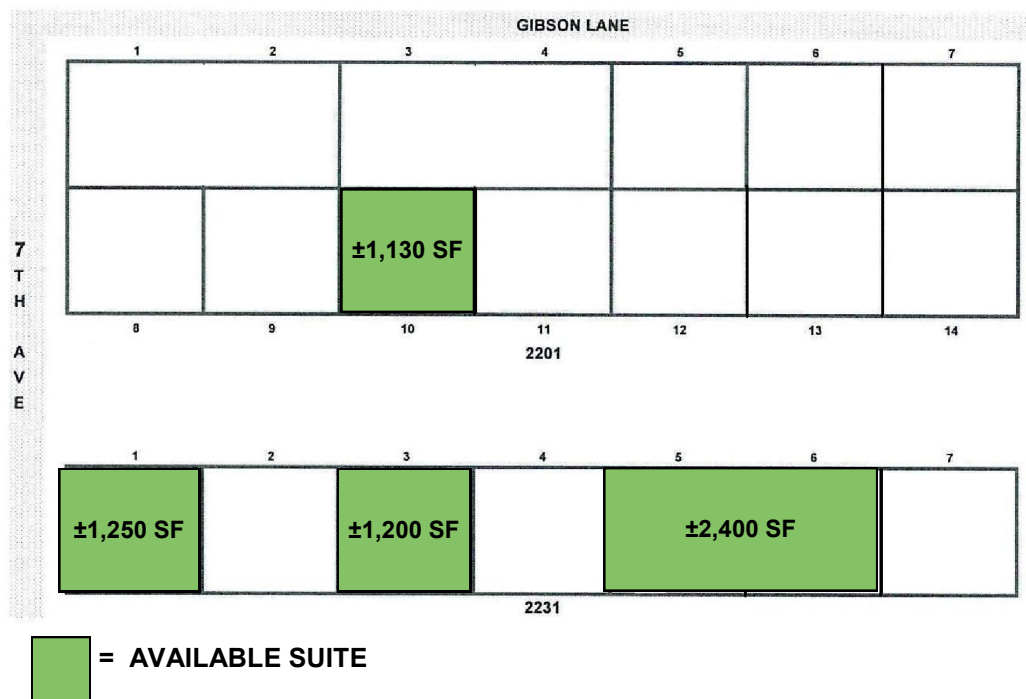 GIBSON LANE
1 2 3 4 5 6 7
±1,130 SF
7
T
H
A
V
E
8 9 10 11 12 13 14
2201
1 2 3 4 5 6 7
±1,250 SF ±1,200 SF ±2,400 SF
2231
= AVAILABLE SUITE